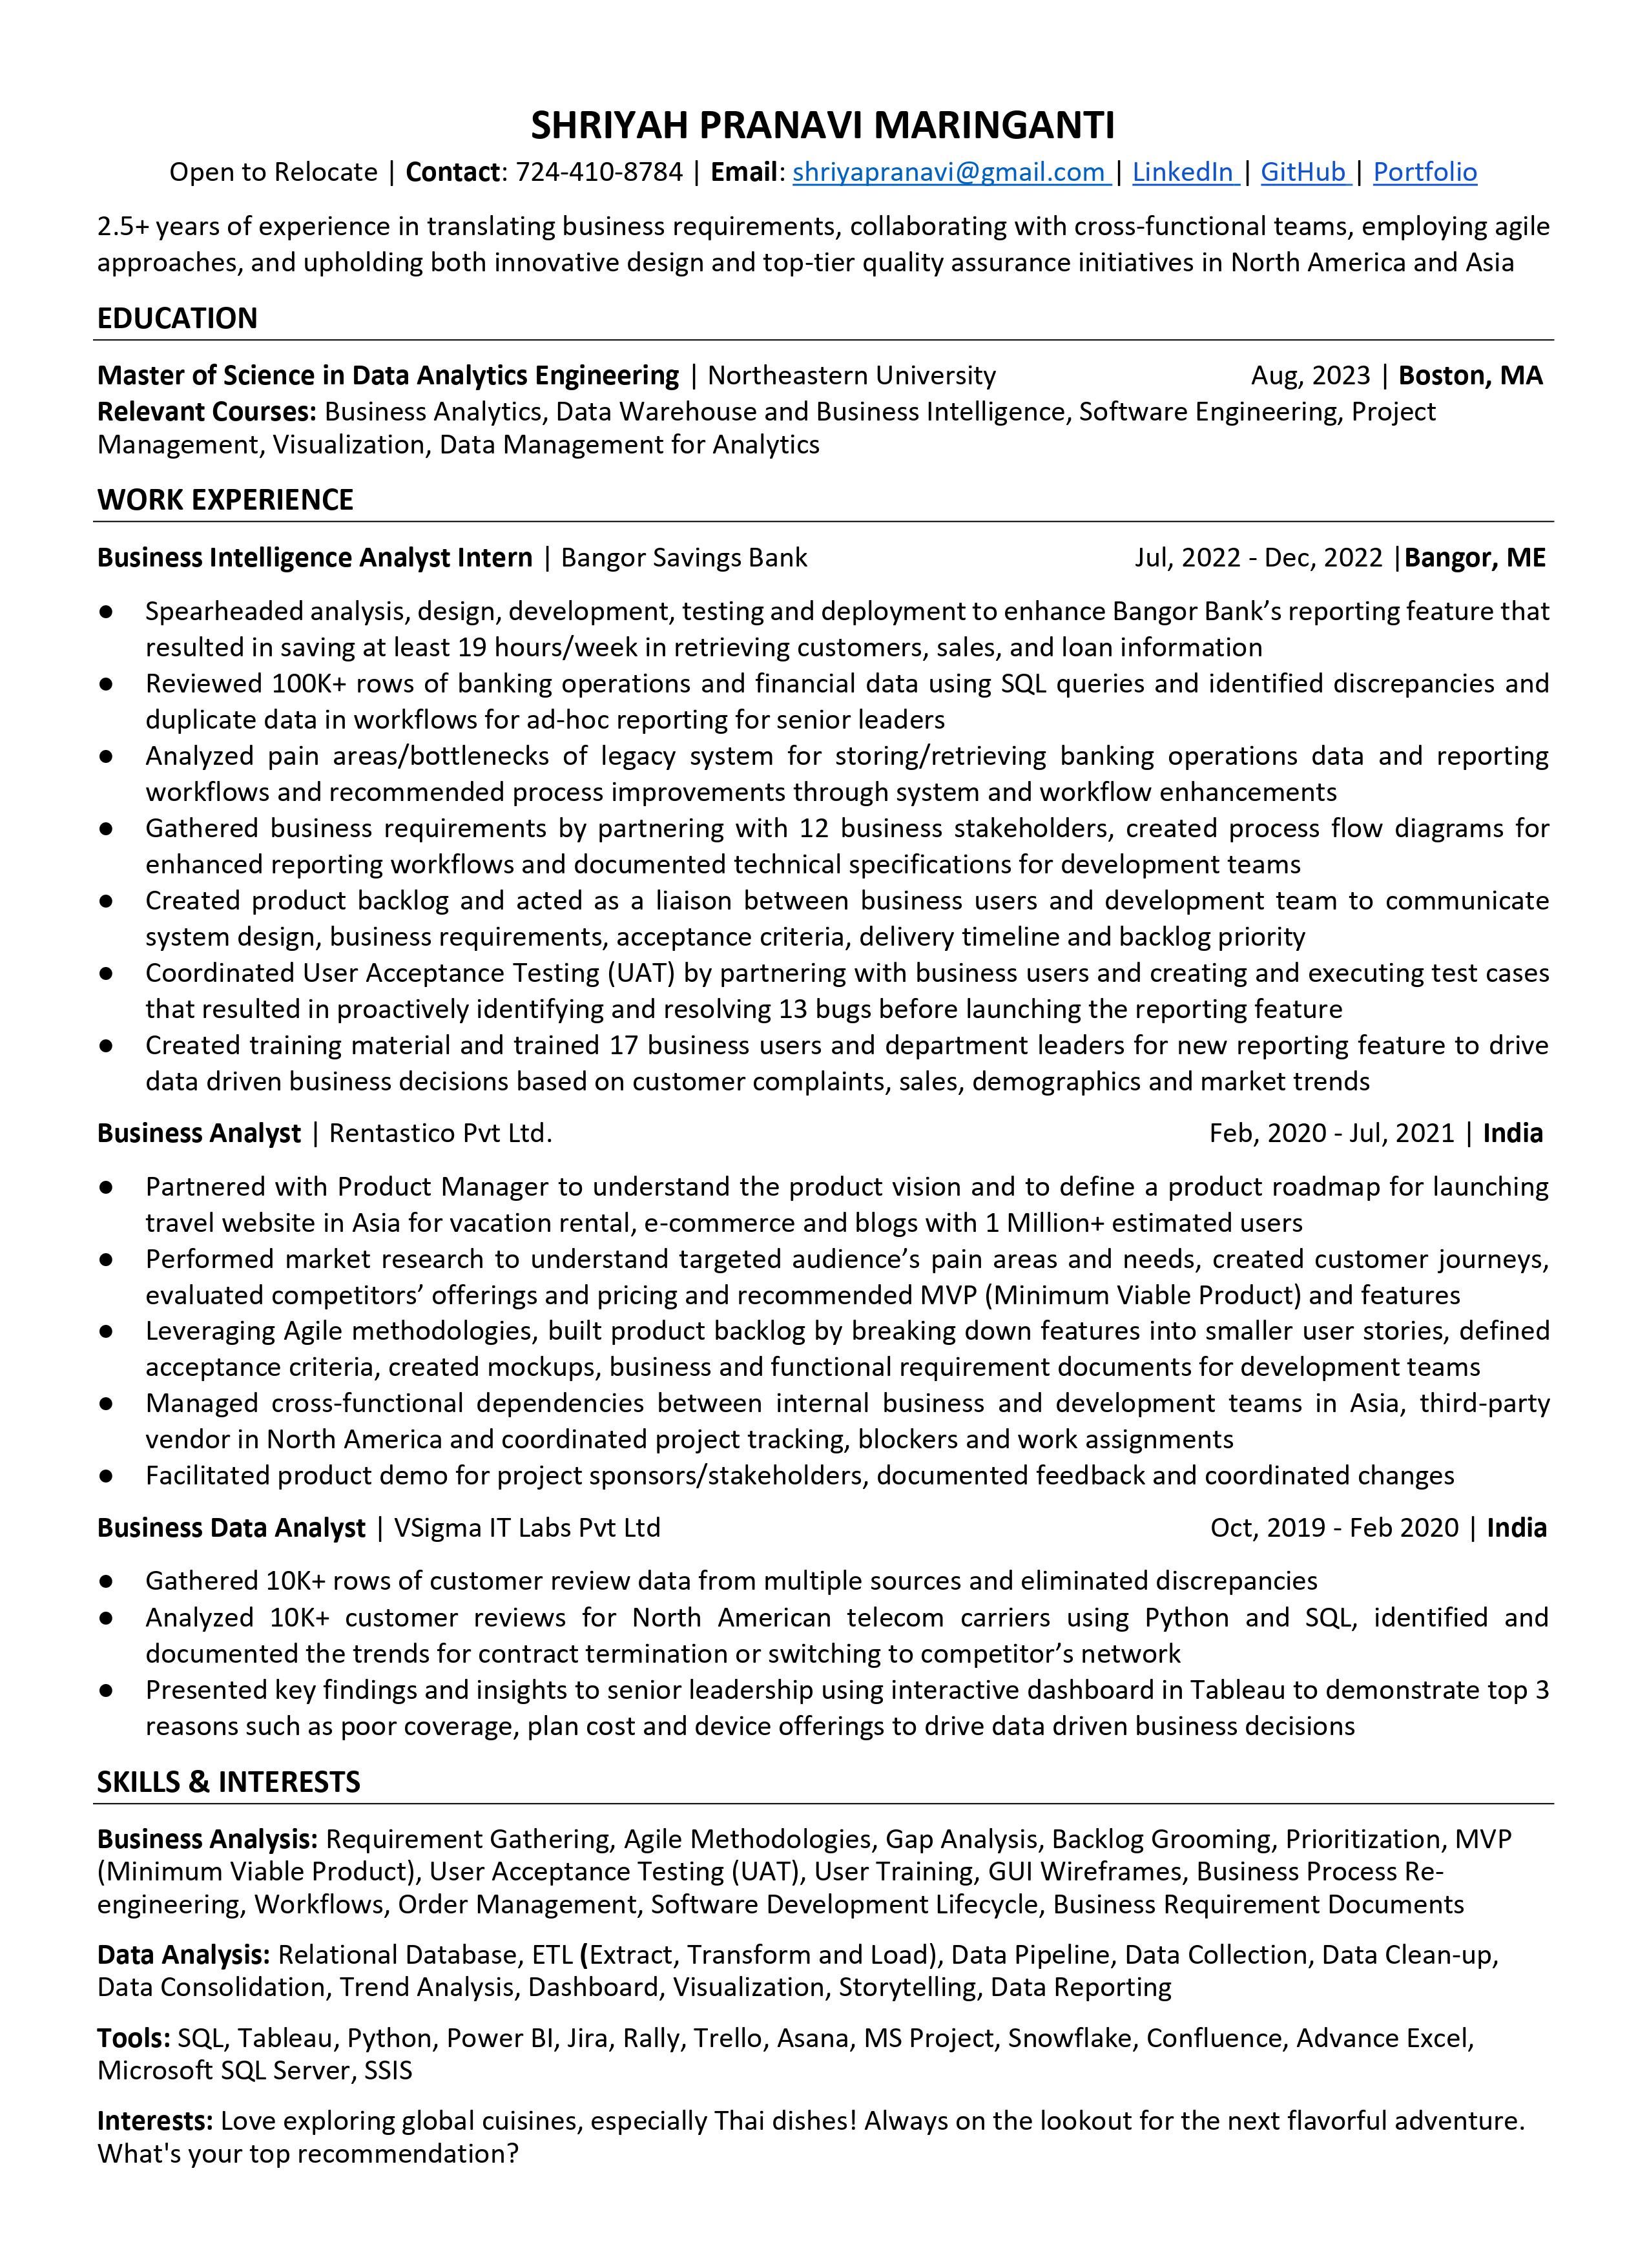 SHRIYAH PRANAVI MARINGANTI
Open to Relocate | Contact: 724-410-8784 | Email: shriyapranavi@gmail.com | LinkedIn | GitHub | Portfolio
2.5+ years of experience in translating business requirements, collaborating with cross-functional teams, employing agile
approaches, and upholding both innovative design and top-tier quality assurance initiatives in North America and Asia
EDUCATION
Master of Science in Data Analytics Engineering | Northeastern University Aug, 2023 | Boston, MA
Relevant Courses: Business Analytics, Data Warehouse and Business Intelligence, Software Engineering, Project
Management, Visualization, Data Management for Analytics
WORK EXPERIENCE
Business Intelligence Analyst Intern | Bangor Savings Bank Jul, 2022 - Dec, 2022 |Bangor, ME
● Spearheaded analysis, design, development, testing and deployment to enhance Bangor Bank’s reporting feature that
resulted in saving at least 19 hours/week in retrieving customers, sales, and loan information
● Reviewed 100K+ rows of banking operations and financial data using SQL queries and identified discrepancies and
duplicate data in workflows for ad-hoc reporting for senior leaders
● Analyzed pain areas/bottlenecks of legacy system for storing/retrieving banking operations data and reporting
workflows and recommended process improvements through system and workflow enhancements
● Gathered business requirements by partnering with 12 business stakeholders, created process flow diagrams for
enhanced reporting workflows and documented technical specifications for development teams
● Created product backlog and acted as a liaison between business users and development team to communicate
system design, business requirements, acceptance criteria, delivery timeline and backlog priority
● Coordinated User Acceptance Testing (UAT) by partnering with business users and creating and executing test cases
that resulted in proactively identifying and resolving 13 bugs before launching the reporting feature
● Created training material and trained 17 business users and department leaders for new reporting feature to drive
data driven business decisions based on customer complaints, sales, demographics and market trends
Business Analyst | Rentastico Pvt Ltd. Feb, 2020 - Jul, 2021 | India
● Partnered with Product Manager to understand the product vision and to define a product roadmap for launching
travel website in Asia for vacation rental, e-commerce and blogs with 1 Million+ estimated users
● Performed market research to understand targeted audience’s pain areas and needs, created customer journeys,
evaluated competitors’ offerings and pricing and recommended MVP (Minimum Viable Product) and features
● Leveraging Agile methodologies, built product backlog by breaking down features into smaller user stories, defined
acceptance criteria, created mockups, business and functional requirement documents for development teams
● Managed cross-functional dependencies between internal business and development teams in Asia, third-party
vendor in North America and coordinated project tracking, blockers and work assignments
● Facilitated product demo for project sponsors/stakeholders, documented feedback and coordinated changes
Business Data Analyst | VSigma IT Labs Pvt Ltd Oct, 2019 - Feb 2020 | India
● Gathered 10K+ rows of customer review data from multiple sources and eliminated discrepancies
● Analyzed 10K+ customer reviews for North American telecom carriers using Python and SQL, identified and
documented the trends for contract termination or switching to competitor’s network
● Presented key findings and insights to senior leadership using interactive dashboard in Tableau to demonstrate top 3
reasons such as poor coverage, plan cost and device offerings to drive data driven business decisions
SKILLS & INTERESTS
Business Analysis: Requirement Gathering, Agile Methodologies, Gap Analysis, Backlog Grooming, Prioritization, MVP
(Minimum Viable Product), User Acceptance Testing (UAT), User Training, GUI Wireframes, Business Process Re-
engineering, Workflows, Order Management, Software Development Lifecycle, Business Requirement Documents
Data Analysis: Relational Database, ETL (Extract, Transform and Load), Data Pipeline, Data Collection, Data Clean-up,
Data Consolidation, Trend Analysis, Dashboard, Visualization, Storytelling, Data Reporting
Tools: SQL, Tableau, Python, Power BI, Jira, Rally, Trello, Asana, MS Project, Snowflake, Confluence, Advance Excel,
Microsoft SQL Server, SSIS
Interests: Love exploring global cuisines, especially Thai dishes! Always on the lookout for the next flavorful adventure.
What's your top recommendation?